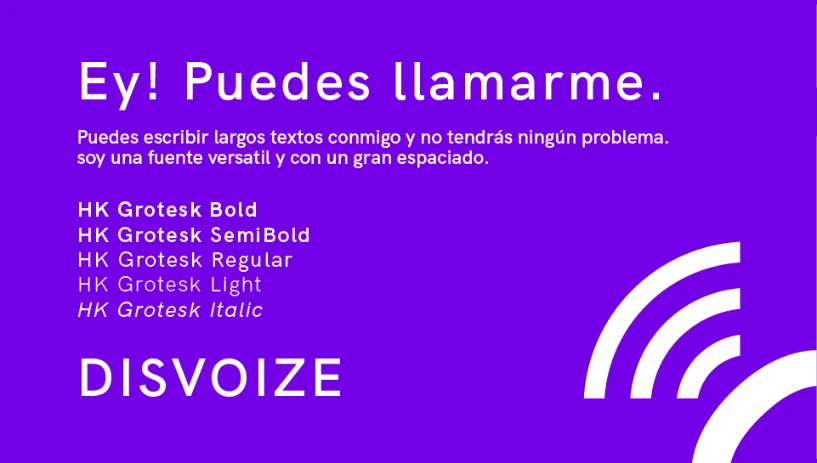 Ey! Puedes llamarme.
Puedes escribir largos textos conmigo y no tendrás ningún problema.
soy una fuente versatil y con un gran espaciado.
HK Grotesk Bold
HK Grotesk SemiBold
HK Grotesk Regular
HK Grotesk Light
HK Grotesk Italic
DISVOIZE